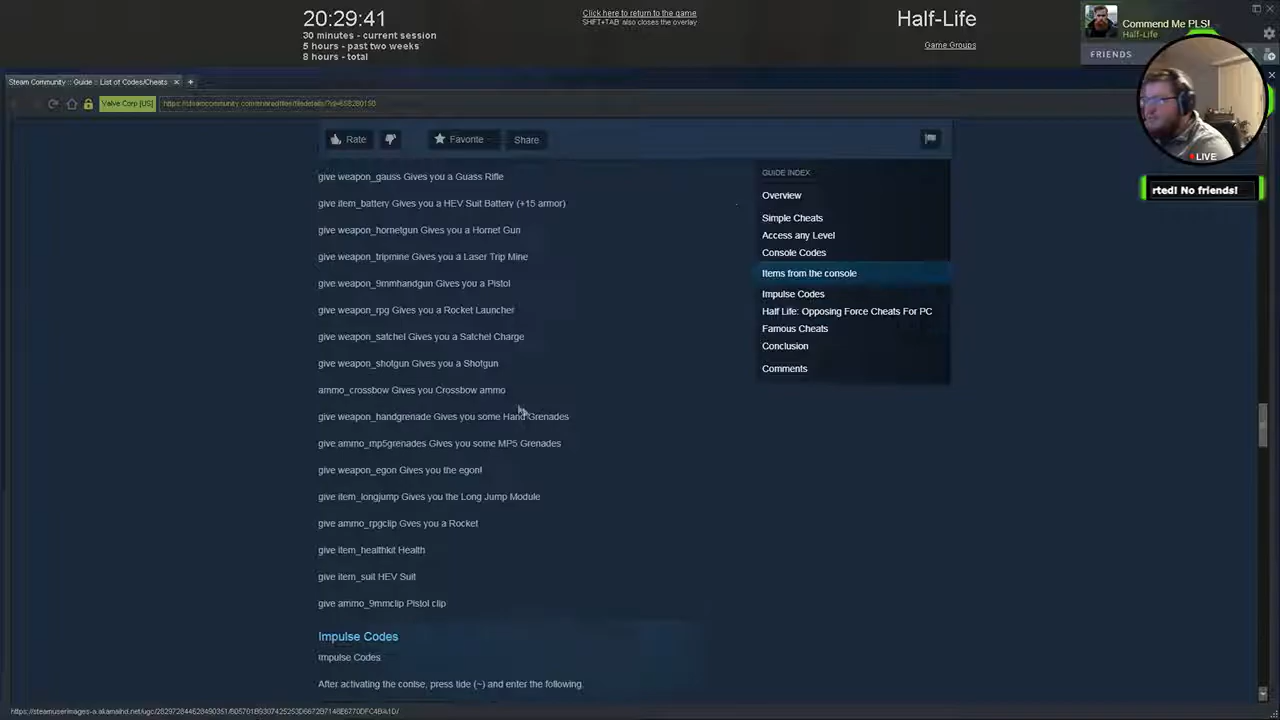 20:29:41
30 minutes - current session
5 hours - past two weeks
8 hours - total
Click here to return to the game
SHIFT+TAB also closes the overlay
Half-Life
Game Groups
Commend Me PLS!
Half-Life
FRIENDS
Steam Community :: Guide :: List of Codes/Cheats
Valve Corp [US]
LIVE
rted! No friends!
Rate
Favorite
Share
give weapon_gauss Gives you a Guass Rifle
give item_battery Gives you a HEV Suit Battery (+15 armor)
give weapon_hornetgun Gives you a Hornet Gun
give weapon_tripmine Gives you a Laser Trip Mine
give weapon_9mmhandgun Gives you a Pistol
give weapon_rpg Gives you a Rocket Launcher
give weapon_satchel Gives you a Satchel Charge
give weapon_shotgun Gives you a Shotgun
ammo_crossbow Gives you Crossbow ammo
give weapon_handgrenade Gives you some Hand Grenades
give ammo_mp5grenades Gives you some MP5 Grenades
give weapon_egon Gives you the egon!
give item_longjump Gives you the Long Jump Module
give ammo_rpgclip Gves you a Rocket
give item_healthkit Health
give item_suit HEV Suit
give ammo_9mmclip Pistol clip
Impulse Codes
Impulse Codes
After activating the conlse, press tide (~) and enter the following.
GUIDE INDEX
Overview
Simple Cheats
Access any Level
Console Codes
Items from the console
Impulse Codes
Half Life: Opposing Force Cheats For PC
Famous Cheats
Conclusion
Comments